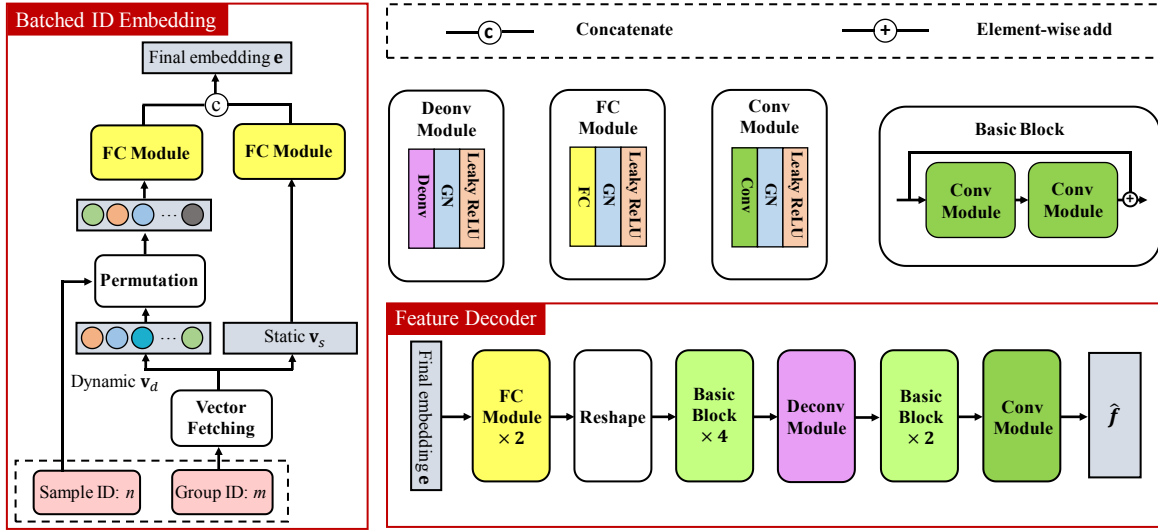 Batched ID Embedding
Final embedding e
c
FC Module
FC Module
...
Permutation
...
Static v_s
Dynamic v_d
Vector
Fetching
Sample ID: n
Group ID: m
c
Concatenate
+
Element-wise add
Deonv
Module
Deonv
GN
Leaky ReLU
FC
Module
FC
GN
Leaky ReLU
Conv
Module
Conv
GN
Leaky ReLU
Basic Block
Conv
Module
Conv
Module
+
Feature Decoder
Final embedding e
FC
Module
× 2
Reshape
Basic
Block
× 4
Deconv
Module
Basic
Block
× 2
Conv
Module
f̂